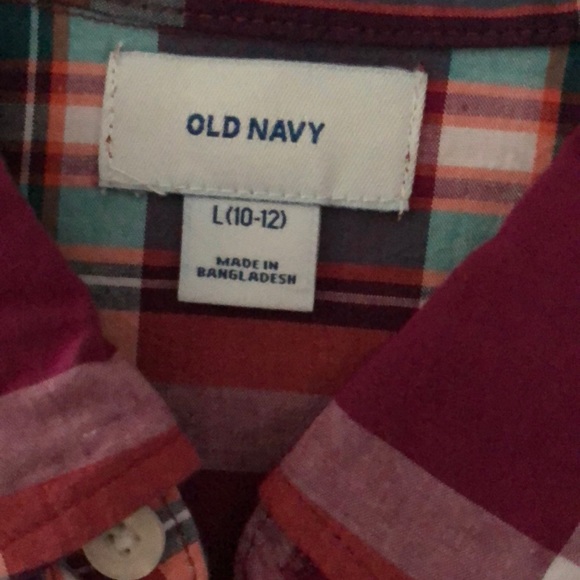 OLD NAVY
L(10-12)
MADE IN
BANGLADESH